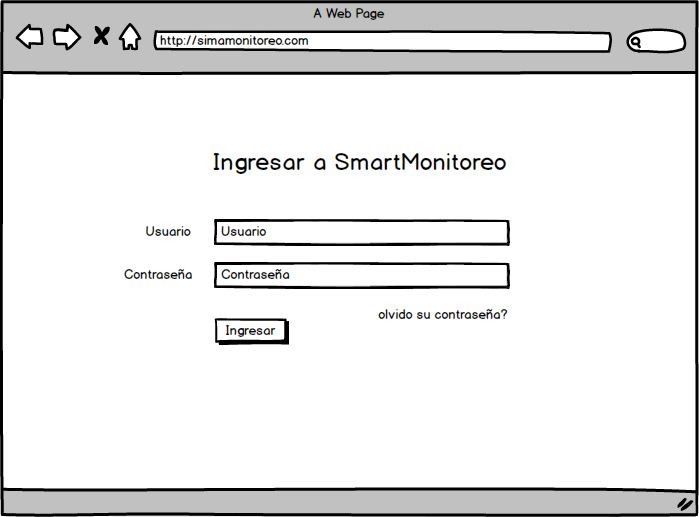 A Web Page
http://simamonitoreo.com
Ingresar a SmartMonitoreo
Usuario Usuario
Contraseña Contraseña
olvido su contraseña?
Ingresar